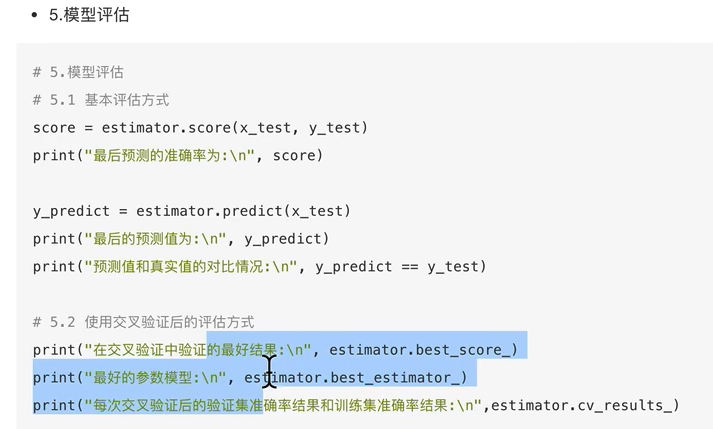 • 5.模型评估
# 5.模型评估
# 5.1 基本评估方式
score = estimator.score(x_test, y_test)
print("最后预测的准确率为:\n", score)
y_predict = estimator.predict(x_test)
print("最后的预测值为:\n", y_predict)
print("预测值和真实值的对比情况:\n", y_predict == y_test)
# 5.2 使用交叉验证后的评估方式
print("在交叉验证中验证的最好结果:\n", estimator.best_score_)
print("最好的参数模型:\n", estimator.best_estimator_)
print("每次交叉验证后的验证集准确率结果和训练集准确率结果:\n",estimator.cv_results_)